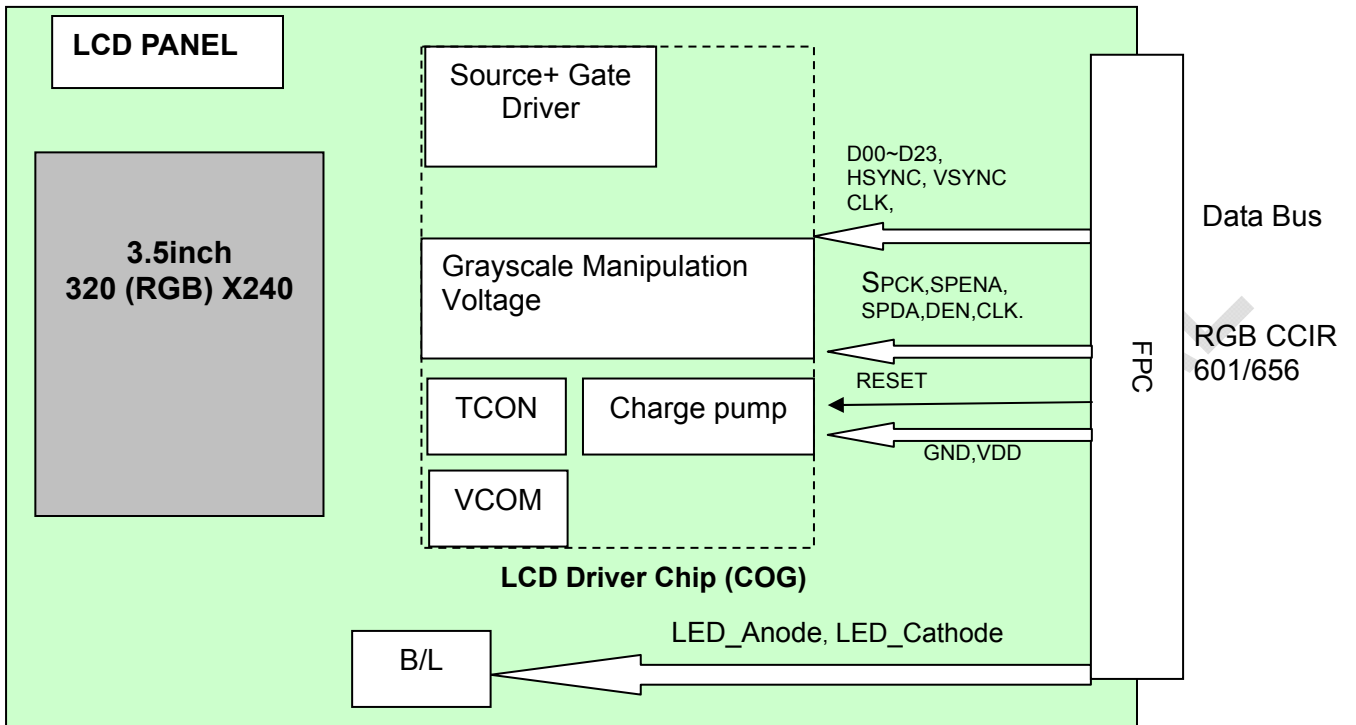 LCD PANEL
Source+ Gate
Driver
D00~D23,
HSYNC, VSYNC
CLK,
Data Bus
3.5inch
320 (RGB) X240
Grayscale Manipulation
Voltage
SPCK,SPENA,
SPDA,DEN,CLK.
FPC
RGB CCIR
601/656
RESET
TCON
Charge pump
GND,VDD
VCOM
LCD Driver Chip (COG)
LED_Anode, LED_Cathode
B/L